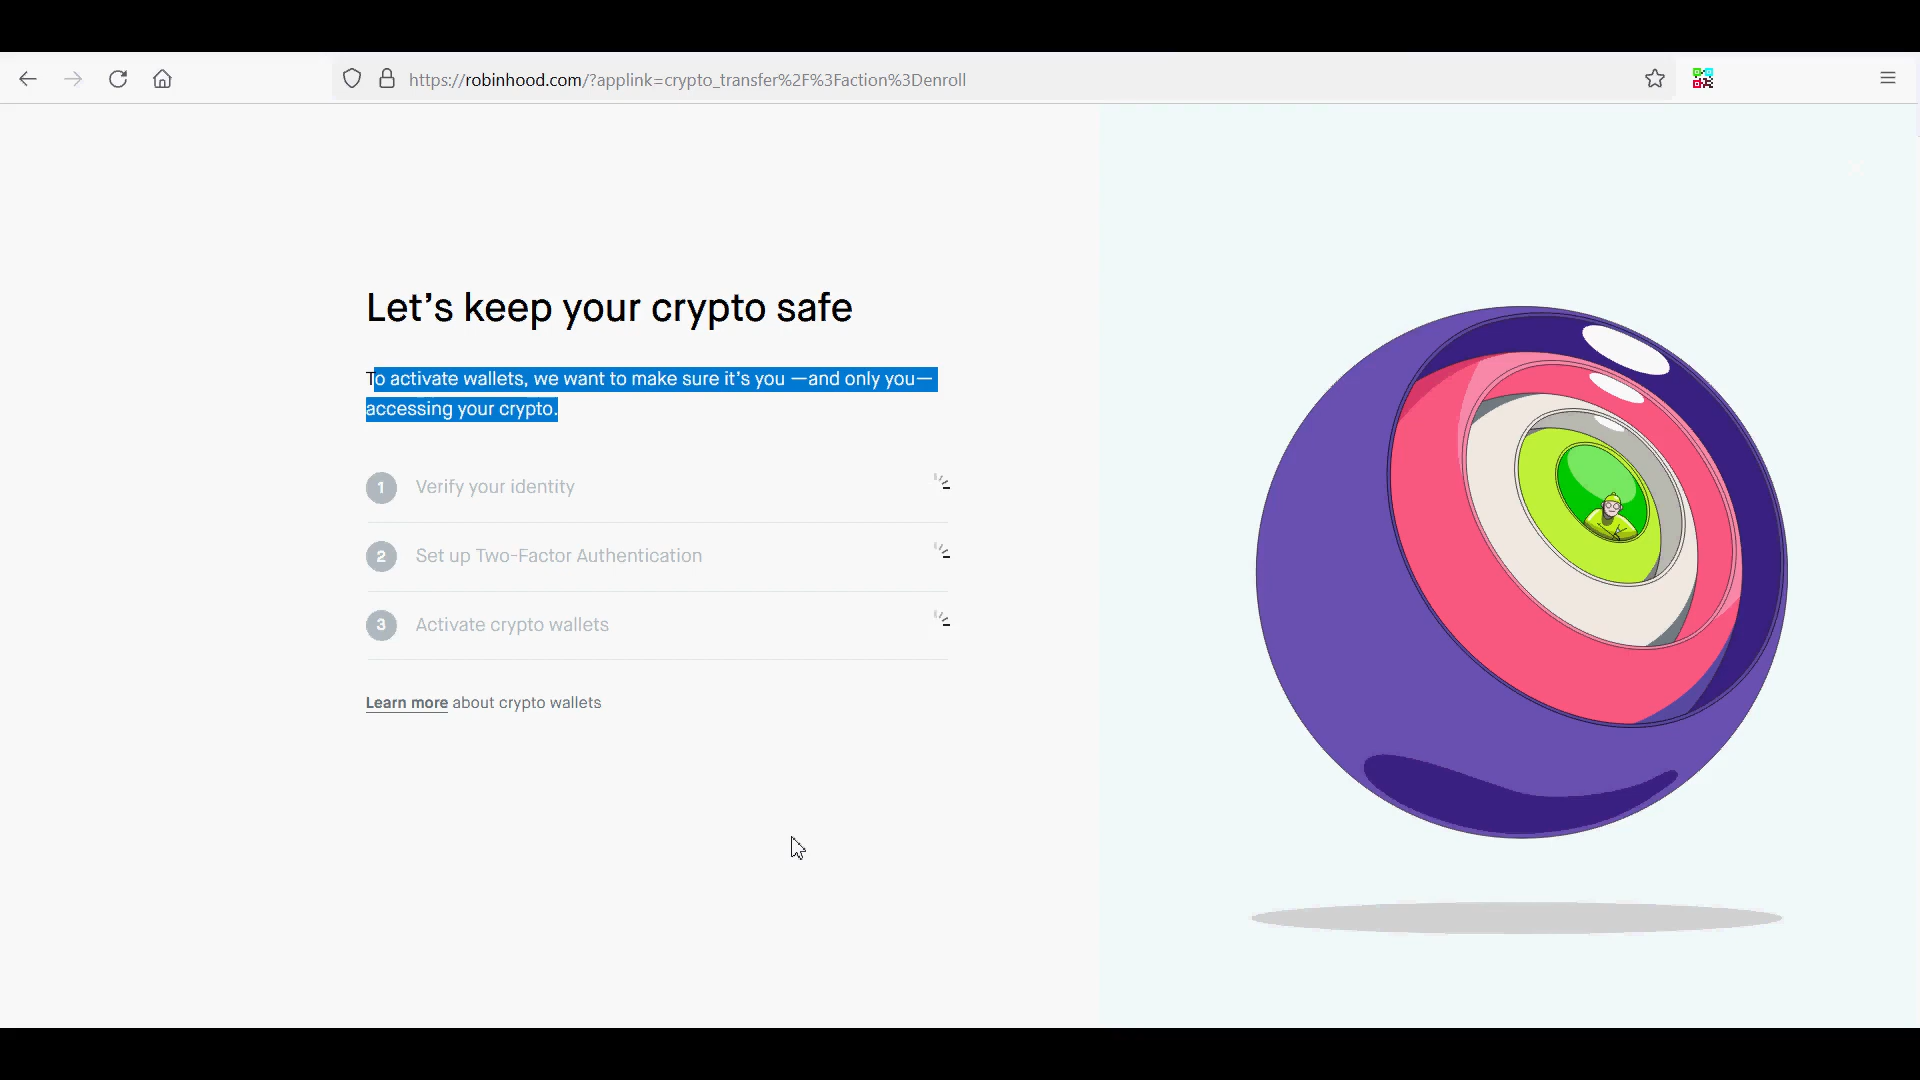 https://robinhood.com/?applink=crypto_transfer%2F%3Faction%3Denroll
Let's keep your crypto safe
To activate wallets, we want to make sure it's you —and only you—
accessing your crypto.
1 Verify your identity
2 Set up Two-Factor Authentication
3 Activate crypto wallets
Learn more about crypto wallets